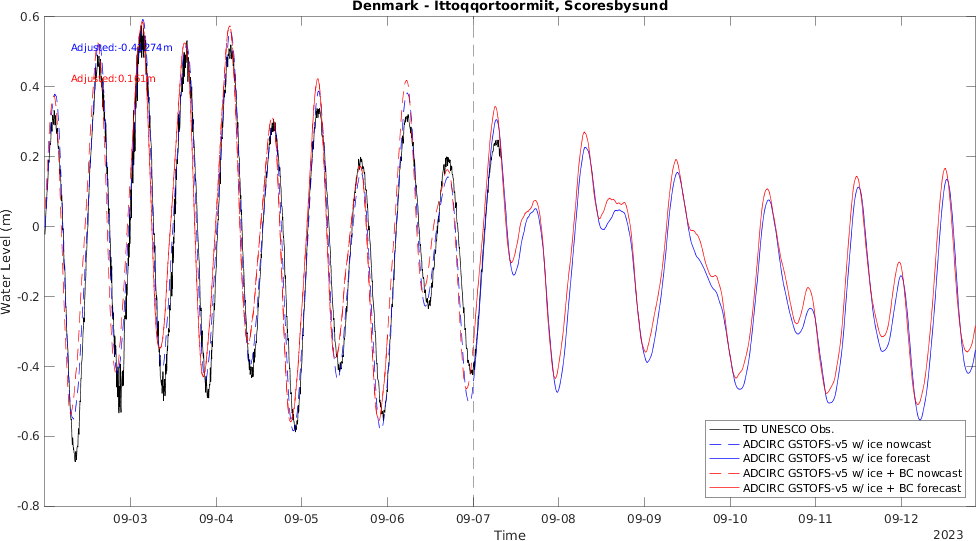 Denmark - Ittoqqortoormiit, Scoresbysund
0.6
0.4
0.2
0
-0.2
-0.4
-0.6
-0.8
Water Level (m)
Adjusted:0.161m
TD UNESCO Obs.
ADCIRC GSTOFS-v5 w/ ice nowcast
ADCIRC GSTOFS-v5 w/ ice forecast
ADCIRC GSTOFS-v5 w/ ice + BC nowcast
ADCIRC GSTOFS-v5 w/ ice + BC forecast
09-03 09-04 09-05 09-06 09-07 09-08 09-09 09-10 09-11 09-12
Time
2023